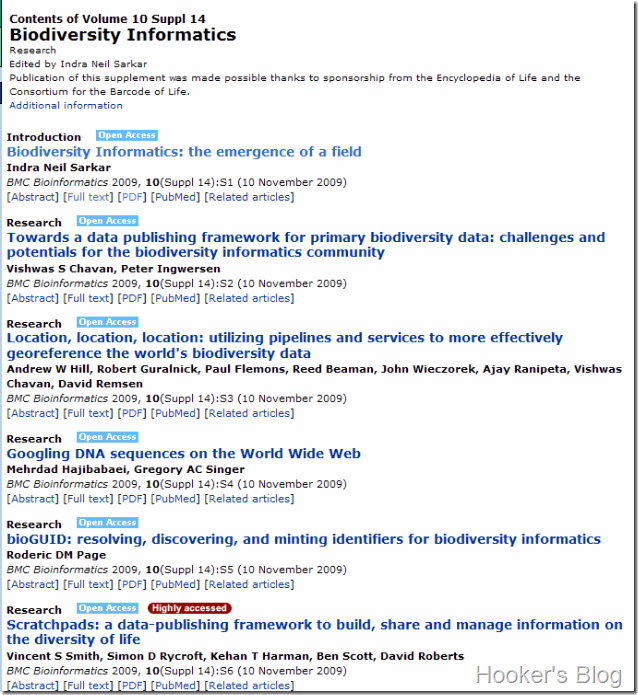 Contents of Volume 10 Suppl 14
Biodiversity Informatics
Research
Edited by Indra Neil Sarkar
Publication of this supplement was made possible thanks to sponsorship from the Encyclopedia of Life and the
Consortium for the Barcode of Life.
Additional information
Introduction Open Access
Biodiversity Informatics: the emergence of a field
Indra Neil Sarkar
BMC Bioinformatics 2009, 10(Suppl 14):S1 (10 November 2009)
[Abstract] [Full text] [PDF] [PubMed] [Related articles]
Research Open Access
Towards a data publishing framework for primary biodiversity data: challenges and
potentials for the biodiversity informatics community
Vishwas S Chavan, Peter Ingwersen
BMC Bioinformatics 2009, 10(Suppl 14):S2 (10 November 2009)
[Abstract] [Full text] [PDF] [PubMed] [Related articles]
Research Open Access
Location, location, location: utilizing pipelines and services to more effectively
georeference the world's biodiversity data
Andrew W Hill, Robert Guralnick, Paul Flemons, Reed Beaman, John Wieczorek, Ajay Ranipeta, Vishwas
Chavan, David Remsen
BMC Bioinformatics 2009, 10(Suppl 14):S3 (10 November 2009)
[Abstract] [Full text] [PDF] [PubMed] [Related articles]
Research Open Access
Googling DNA sequences on the World Wide Web
Mehrdad Hajibabaei, Gregory AC Singer
BMC Bioinformatics 2009, 10(Suppl 14):S4 (10 November 2009)
[Abstract] [Full text] [PDF] [PubMed] [Related articles]
Research Open Access
bioGUID: resolving, discovering, and minting identifiers for biodiversity informatics
Roderic DM Page
BMC Bioinformatics 2009, 10(Suppl 14):S5 (10 November 2009)
[Abstract] [Full text] [PDF] [PubMed] [Related articles]
Research Open Access Highly accessed
Scratchpads: a data-publishing framework to build, share and manage information on
the diversity of life
Vincent S Smith, Simon D Rycroft, Kehan T Harman, Ben Scott, David Roberts
BMC Bioinformatics 2009, 10(Suppl 14):S6 (10 November 2009)
[Abstract] [Full text] [PDF] [PubMed] [Related articles]
Hooker's Blog